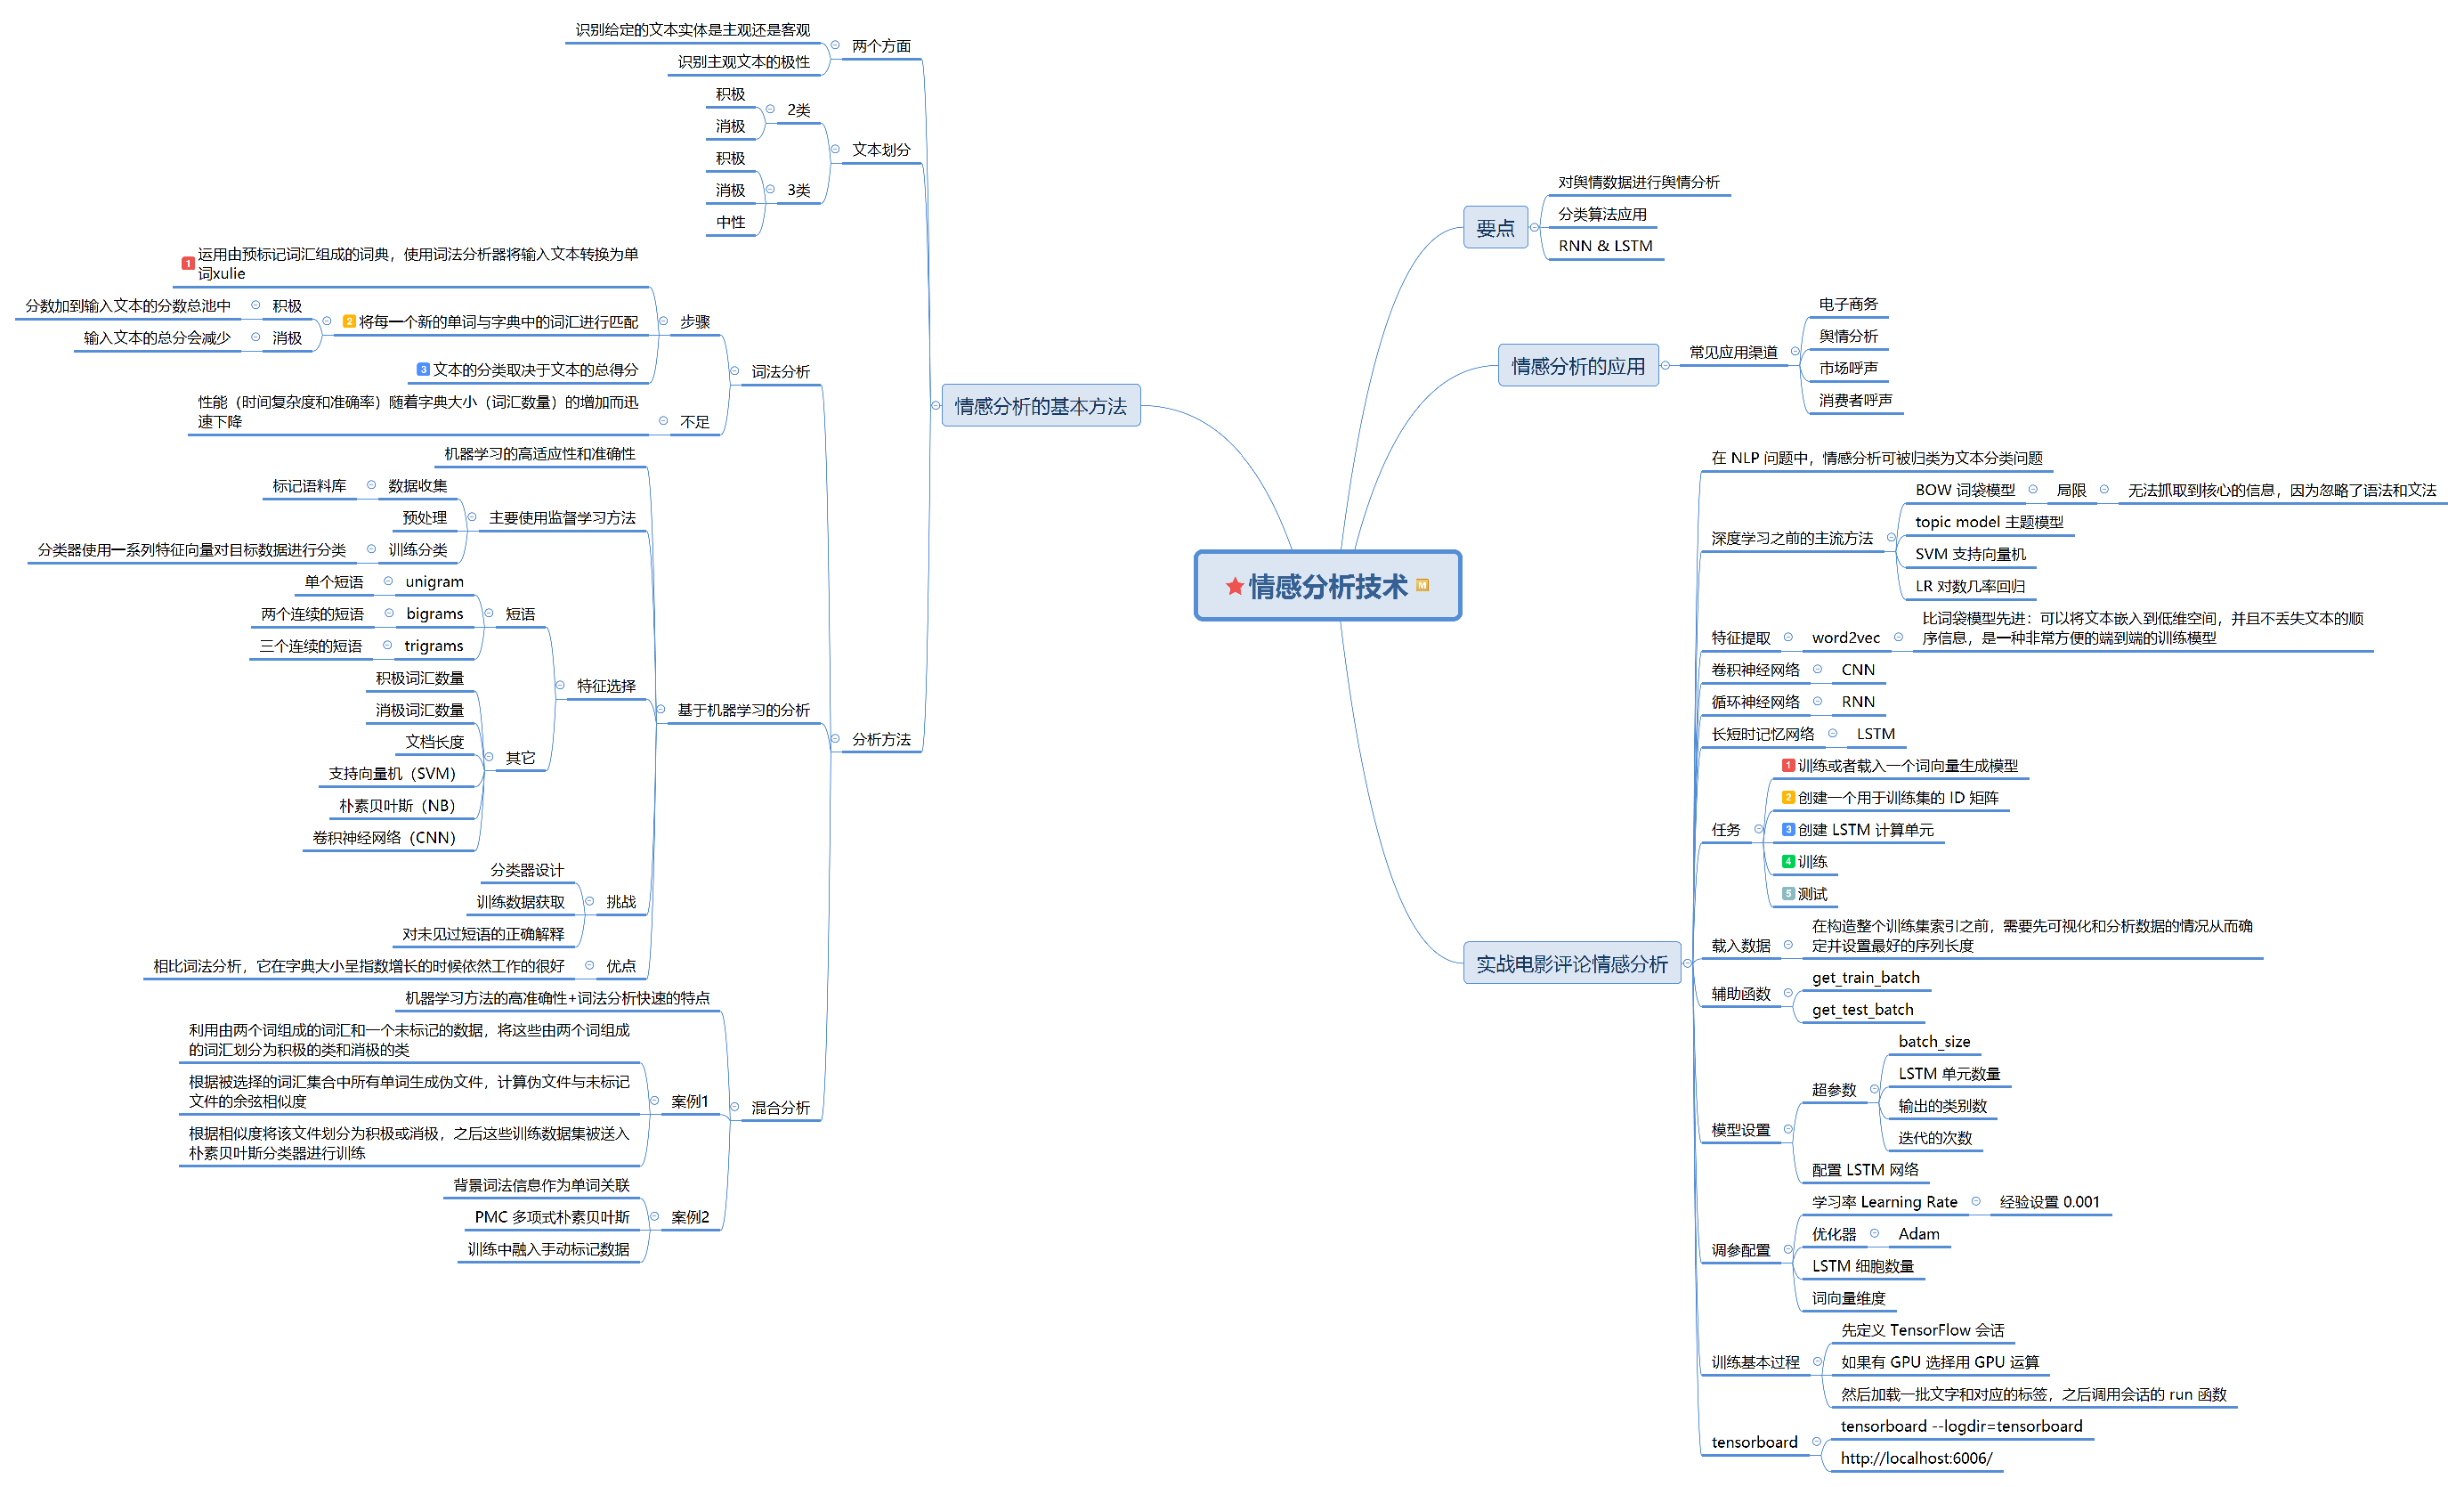 情感分析技术
要点
对舆情数据进行舆情分析
分类算法应用
RNN & LSTM
情感分析的应用
常见应用渠道
电子商务
舆情分析
市场呼声
消费者呼声
实战电影评论情感分析
在 NLP 问题中，情感分析可被归类为文本分类问题
深度学习之前的主流方法
BOW 词袋模型
局限
无法抓取到核心的信息，因为忽略了语法和文法
topic model 主题模型
SVM 支持向量机
LR 对数几率回归
特征提取
word2vec
比词袋模型先进：可以将文本嵌入到低维空间，并且不丢失文本的顺
序信息，是一种非常方便的端到端的训练模型
卷积神经网络
CNN
循环神经网络
RNN
长短时记忆网络
LSTM
任务
1 训练或者载入一个词向量生成模型
2 创建一个用于训练集的 ID 矩阵
3 创建 LSTM 计算单元
4 训练
5 测试
载入数据
在构造整个训练集索引之前，需要先可视化和分析数据的情况从而确
定并设置最好的序列长度
辅助函数
get_train_batch
get_test_batch
模型设置
超参数
batch_size
LSTM 单元数量
输出的类别数
迭代的次数
配置 LSTM 网络
调参配置
学习率 Learning Rate
经验设置 0.001
优化器
Adam
LSTM 细胞数量
词向量维度
训练基本过程
先定义 TensorFlow 会话
如果有 GPU 选择用 GPU 运算
然后加载一批文字和对应的标签，之后调用会话的 run 函数
tensorboard
tensorboard --logdir=tensorboard
http://localhost:6006/
情感分析的基本方法
两个方面
识别给定的文本实体是主观还是客观
识别主观文本的极性
文本划分
2类
积极
消极
3类
积极
消极
中性
分析方法
词法分析
步骤
1 运用由预标记词汇组成的词典，使用词法分析器将输入文本转换为单
词xulie
2 将每一个新的单词与字典中的词汇进行匹配
积极
分数加到输入文本的分数总池中
消极
输入文本的总分会减少
3 文本的分类取决于文本的总得分
不足
性能（时间复杂度和准确率）随着字典大小（词汇数量）的增加而迅
速下降
基于机器学习的分析
机器学习的高适应性和准确性
主要使用监督学习方法
数据收集
标记语料库
预处理
训练分类
分类器使用一系列特征向量对目标数据进行分类
特征选择
短语
unigram
单个短语
bigrams
两个连续的短语
trigrams
三个连续的短语
其它
积极词汇数量
消极词汇数量
文档长度
支持向量机（SVM）
朴素贝叶斯（NB）
卷积神经网络（CNN）
挑战
分类器设计
训练数据获取
对未见过短语的正确解释
优点
相比词法分析，它在字典大小呈指数增长的时候依然工作的很好
混合分析
机器学习方法的高准确性+词法分析快速的特点
案例1
利用由两个词组成的词汇和一个未标记的数据，将这些由两个词组成
的词汇划分为积极的类和消极的类
根据被选择的词汇集合中所有单词生成伪文件，计算伪文件与未标记
文件的余弦相似度
根据相似度将该文件划分为积极或消极，之后这些训练数据集被送入
朴素贝叶斯分类器进行训练
案例2
背景词法信息作为单词关联
PMC 多项式朴素贝叶斯
训练中融入手动标记数据